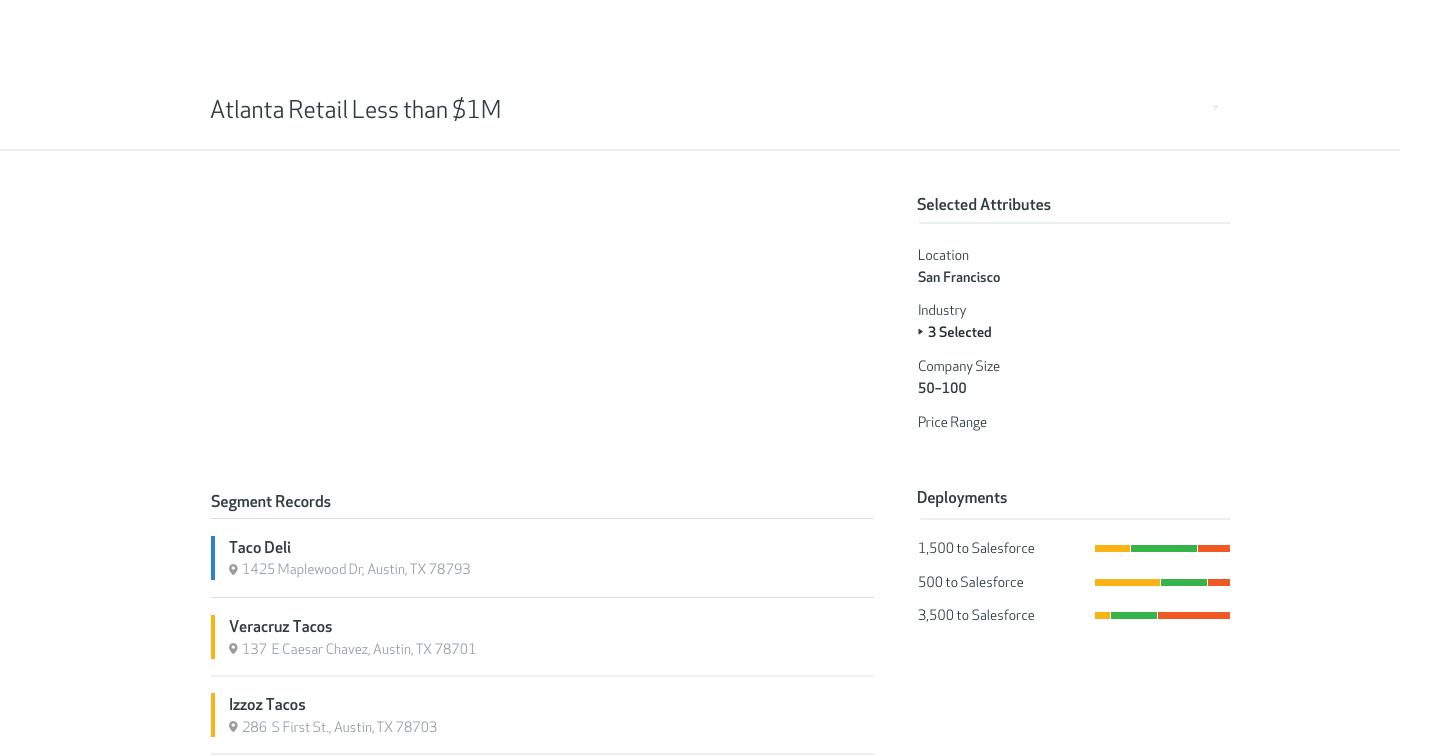 Atlanta Retail Less than $1M
Selected Attributes
Location
San Francisco
Industry
3 Selected
Company Size
50–100
Price Range
Segment Records
Taco Deli
1425 Maplewood Dr, Austin, TX 78793
Veracruz Tacos
137 E Caesar Chavez, Austin, TX 78701
Izzoz Tacos
286 S First St., Austin, TX 78703
Deployments
1,500 to Salesforce
500 to Salesforce
3,500 to Salesforce